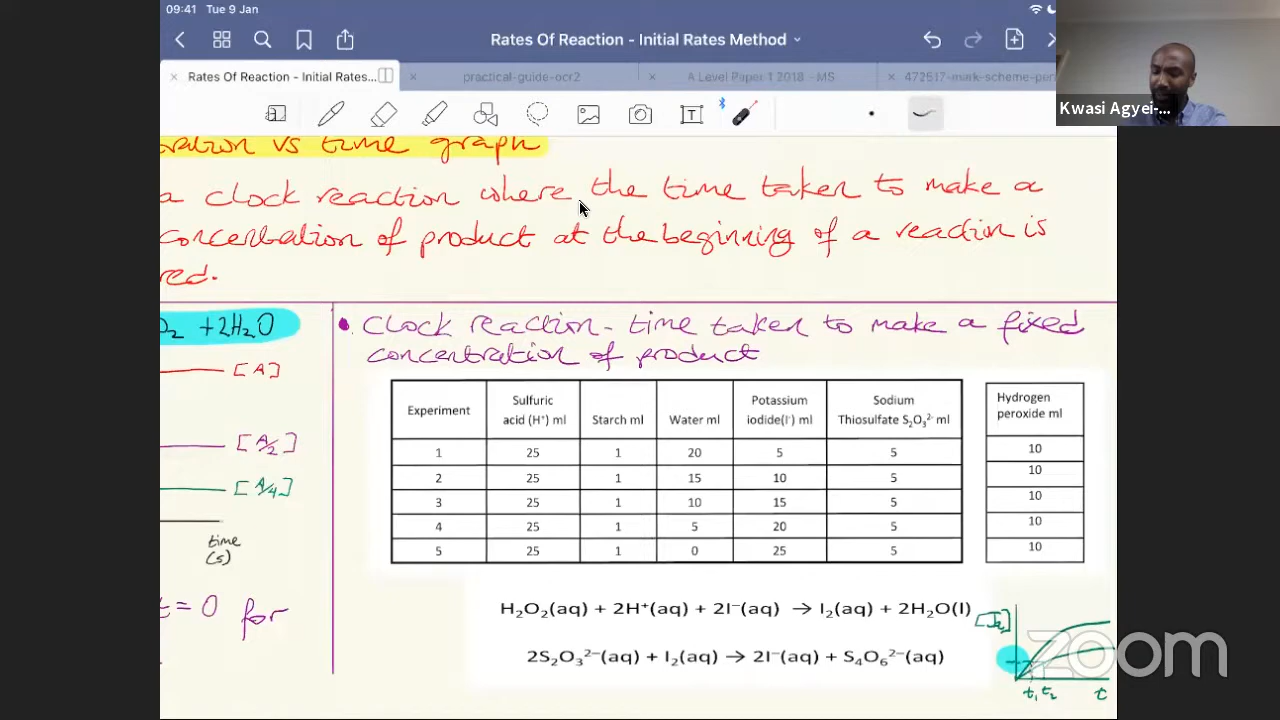 09:41 Tue 9 Jan
Rates Of Reaction - Initial Rates Method
Kwasi Agyei-...
Rates Of Reaction - Initial Rates...
practical-guide-ocr2
A Level Paper 1 2018 - MS
472517-mark-scheme-per
ration vs time graph
a clock reaction where the time taken to make a
concentration of product at the beginning of a reaction is
red.
O₂ + 2H₂O
[A]
[A/2]
[A/4]
time
(s)
t = 0 for
• Clock reaction - time taken to make a fixed
concentration of product
Experiment | Sulfuric acid (H⁺) ml | Starch ml | Water ml | Potassium iodide(I⁻) ml | Sodium Thiosulfate S₂O₃²⁻ ml | Hydrogen peroxide ml
1 | 25 | 1 | 20 | 5 | 5 | 10
2 | 25 | 1 | 15 | 10 | 5 | 10
3 | 25 | 1 | 10 | 15 | 5 | 10
4 | 25 | 1 | 5 | 20 | 5 | 10
5 | 25 | 1 | 0 | 25 | 5 | 10
H₂O₂(aq) + 2H⁺(aq) + 2I⁻(aq) → I₂(aq) + 2H₂O(l)
2S₂O₃²⁻(aq) + I₂(aq) → 2I⁻(aq) + S₄O₆²⁻(aq)
[I₂]
t₁ t₂ t
zoom